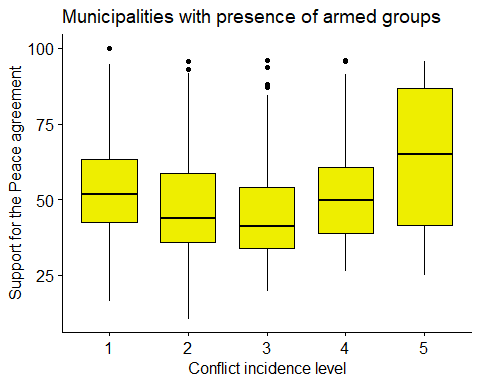 Municipalities with presence of armed groups
Support for the Peace agreement
100
75
50
25
1 2 3 4 5
Conflict incidence level